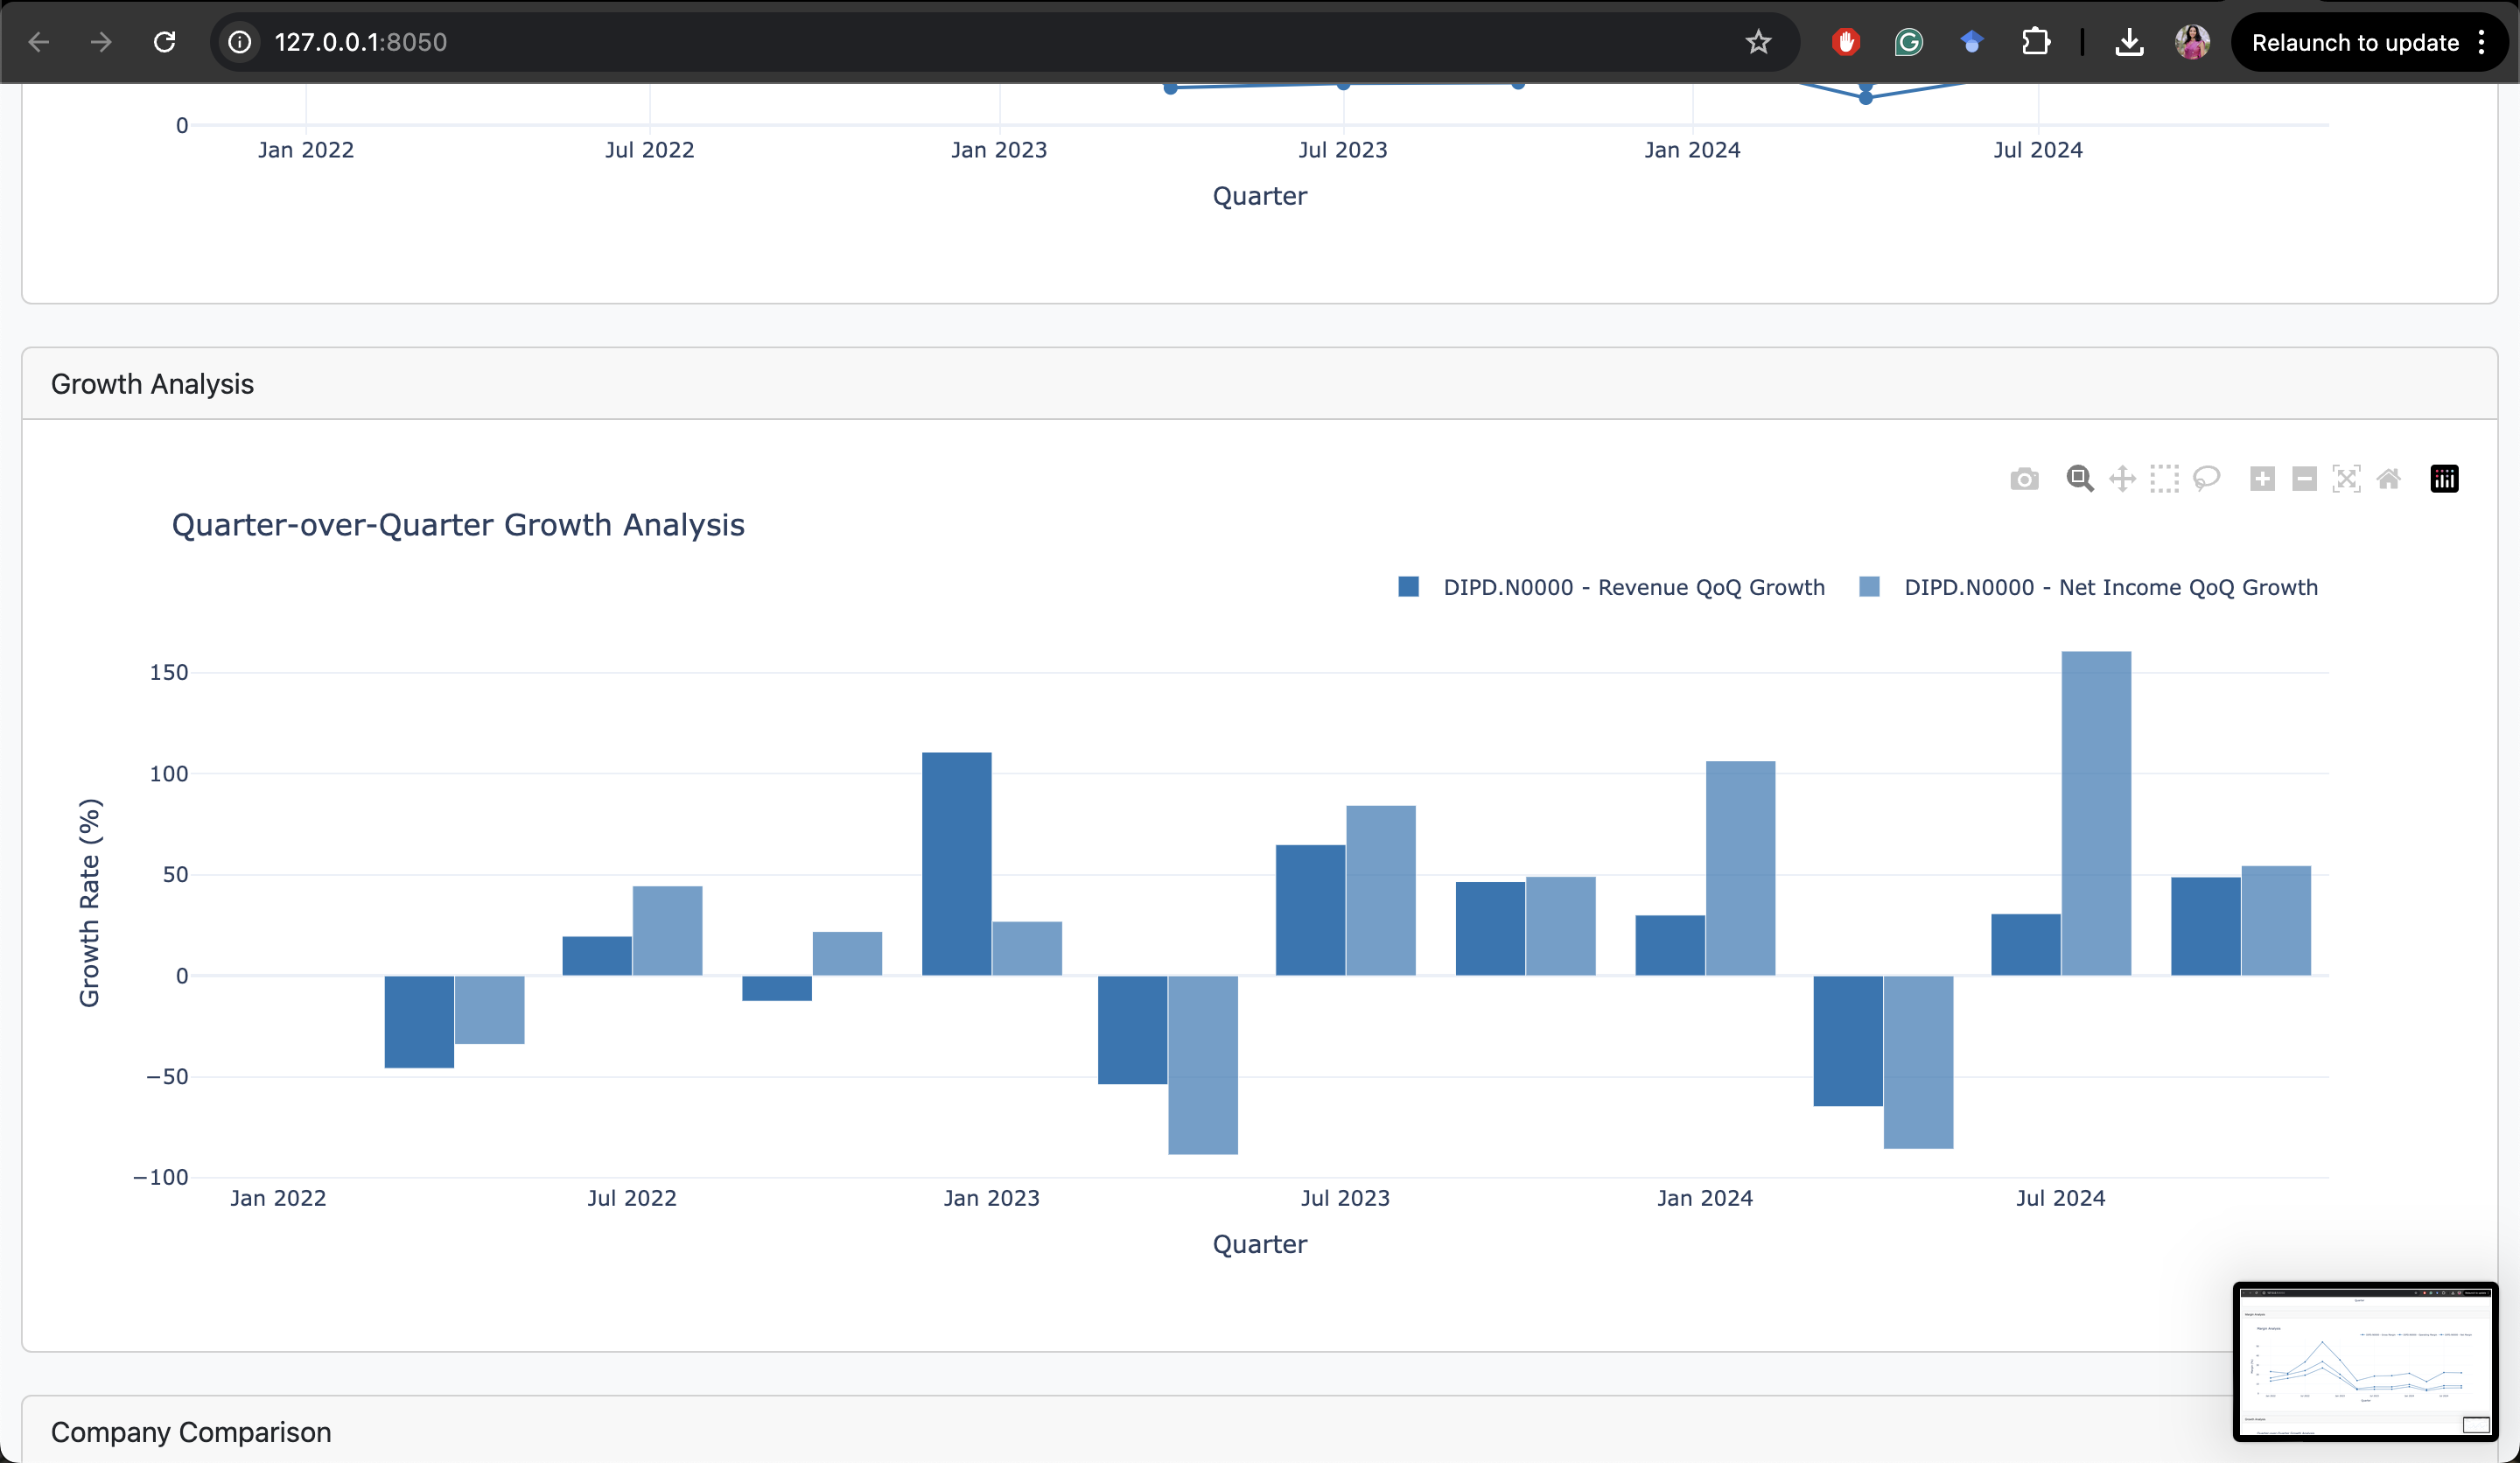 127.0.0.1:8050
Relaunch to update
0
Jan 2022 Jul 2022 Jan 2023 Jul 2023 Jan 2024 Jul 2024
Quarter
Growth Analysis
Quarter-over-Quarter Growth Analysis
DIPD.N0000 - Revenue QoQ Growth DIPD.N0000 - Net Income QoQ Growth
150
100
50
0
−50
−100
Growth Rate (%)
Jan 2022 Jul 2022 Jan 2023 Jul 2023 Jan 2024 Jul 2024
Quarter
Company Comparison